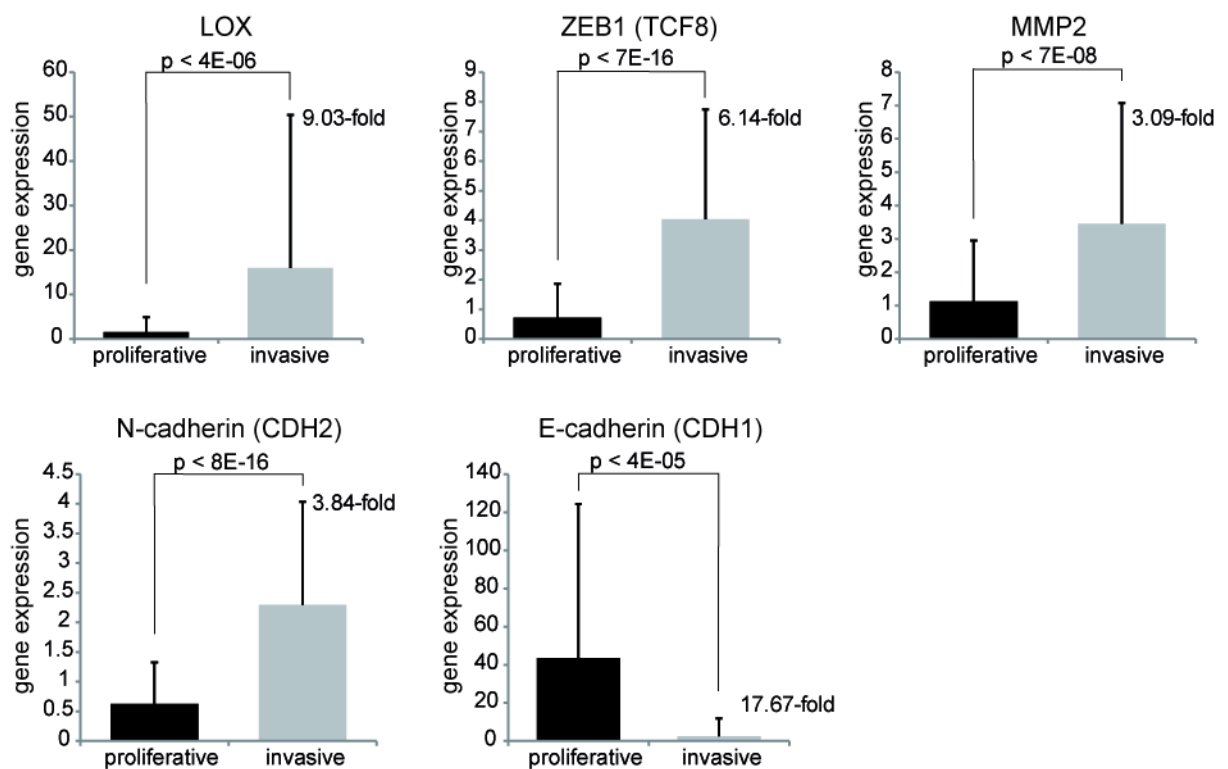 LOX
p < 4E-06
60
50
40
30
20
10
0
gene expression
9.03-fold
proliferative
invasive
ZEB1 (TCF8)
p < 7E-16
9
8
7
6
5
4
3
2
1
0
gene expression
6.14-fold
proliferative
invasive
MMP2
p < 7E-08
8
7
6
5
4
3
2
1
0
gene expression
3.09-fold
proliferative
invasive
N-cadherin (CDH2)
p < 8E-16
4.5
4
3.5
3
2.5
2
1.5
1
0.5
0
gene expression
3.84-fold
proliferative
invasive
E-cadherin (CDH1)
p < 4E-05
140
120
100
80
60
40
20
0
gene expression
17.67-fold
proliferative
invasive